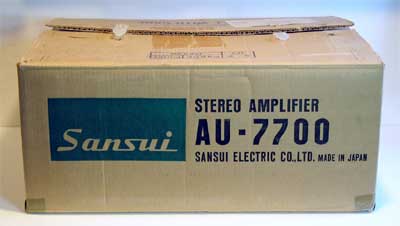 Sansui
STEREO AMPLIFIER
AU-7700
SANSUI ELECTRIC CO.,LTD. MADE IN JAPAN